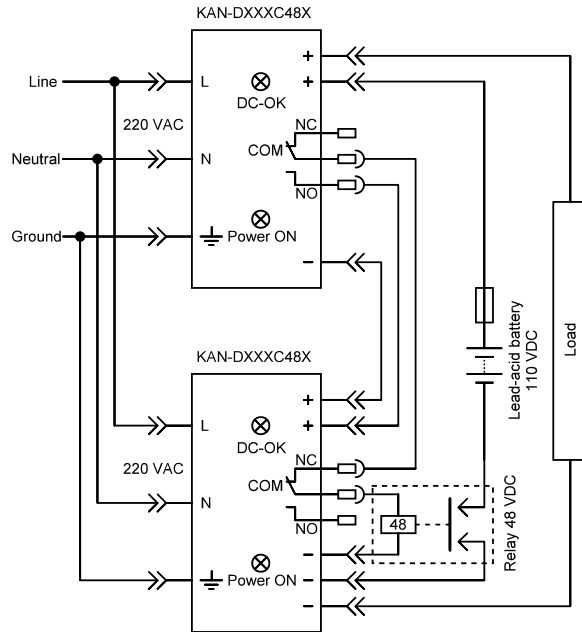 KAN-DXXXC48X
+
Line
L
+
DC-OK
220 VAC
NC
COM
Neutral
N
NO
Ground
Power ON
−
Lead-acid battery
110 VDC
Load
KAN-DXXXC48X
+
L
+
DC-OK
220 VAC
NC
COM
N
NO
48
Relay 48 VDC
−
Power ON
−
−